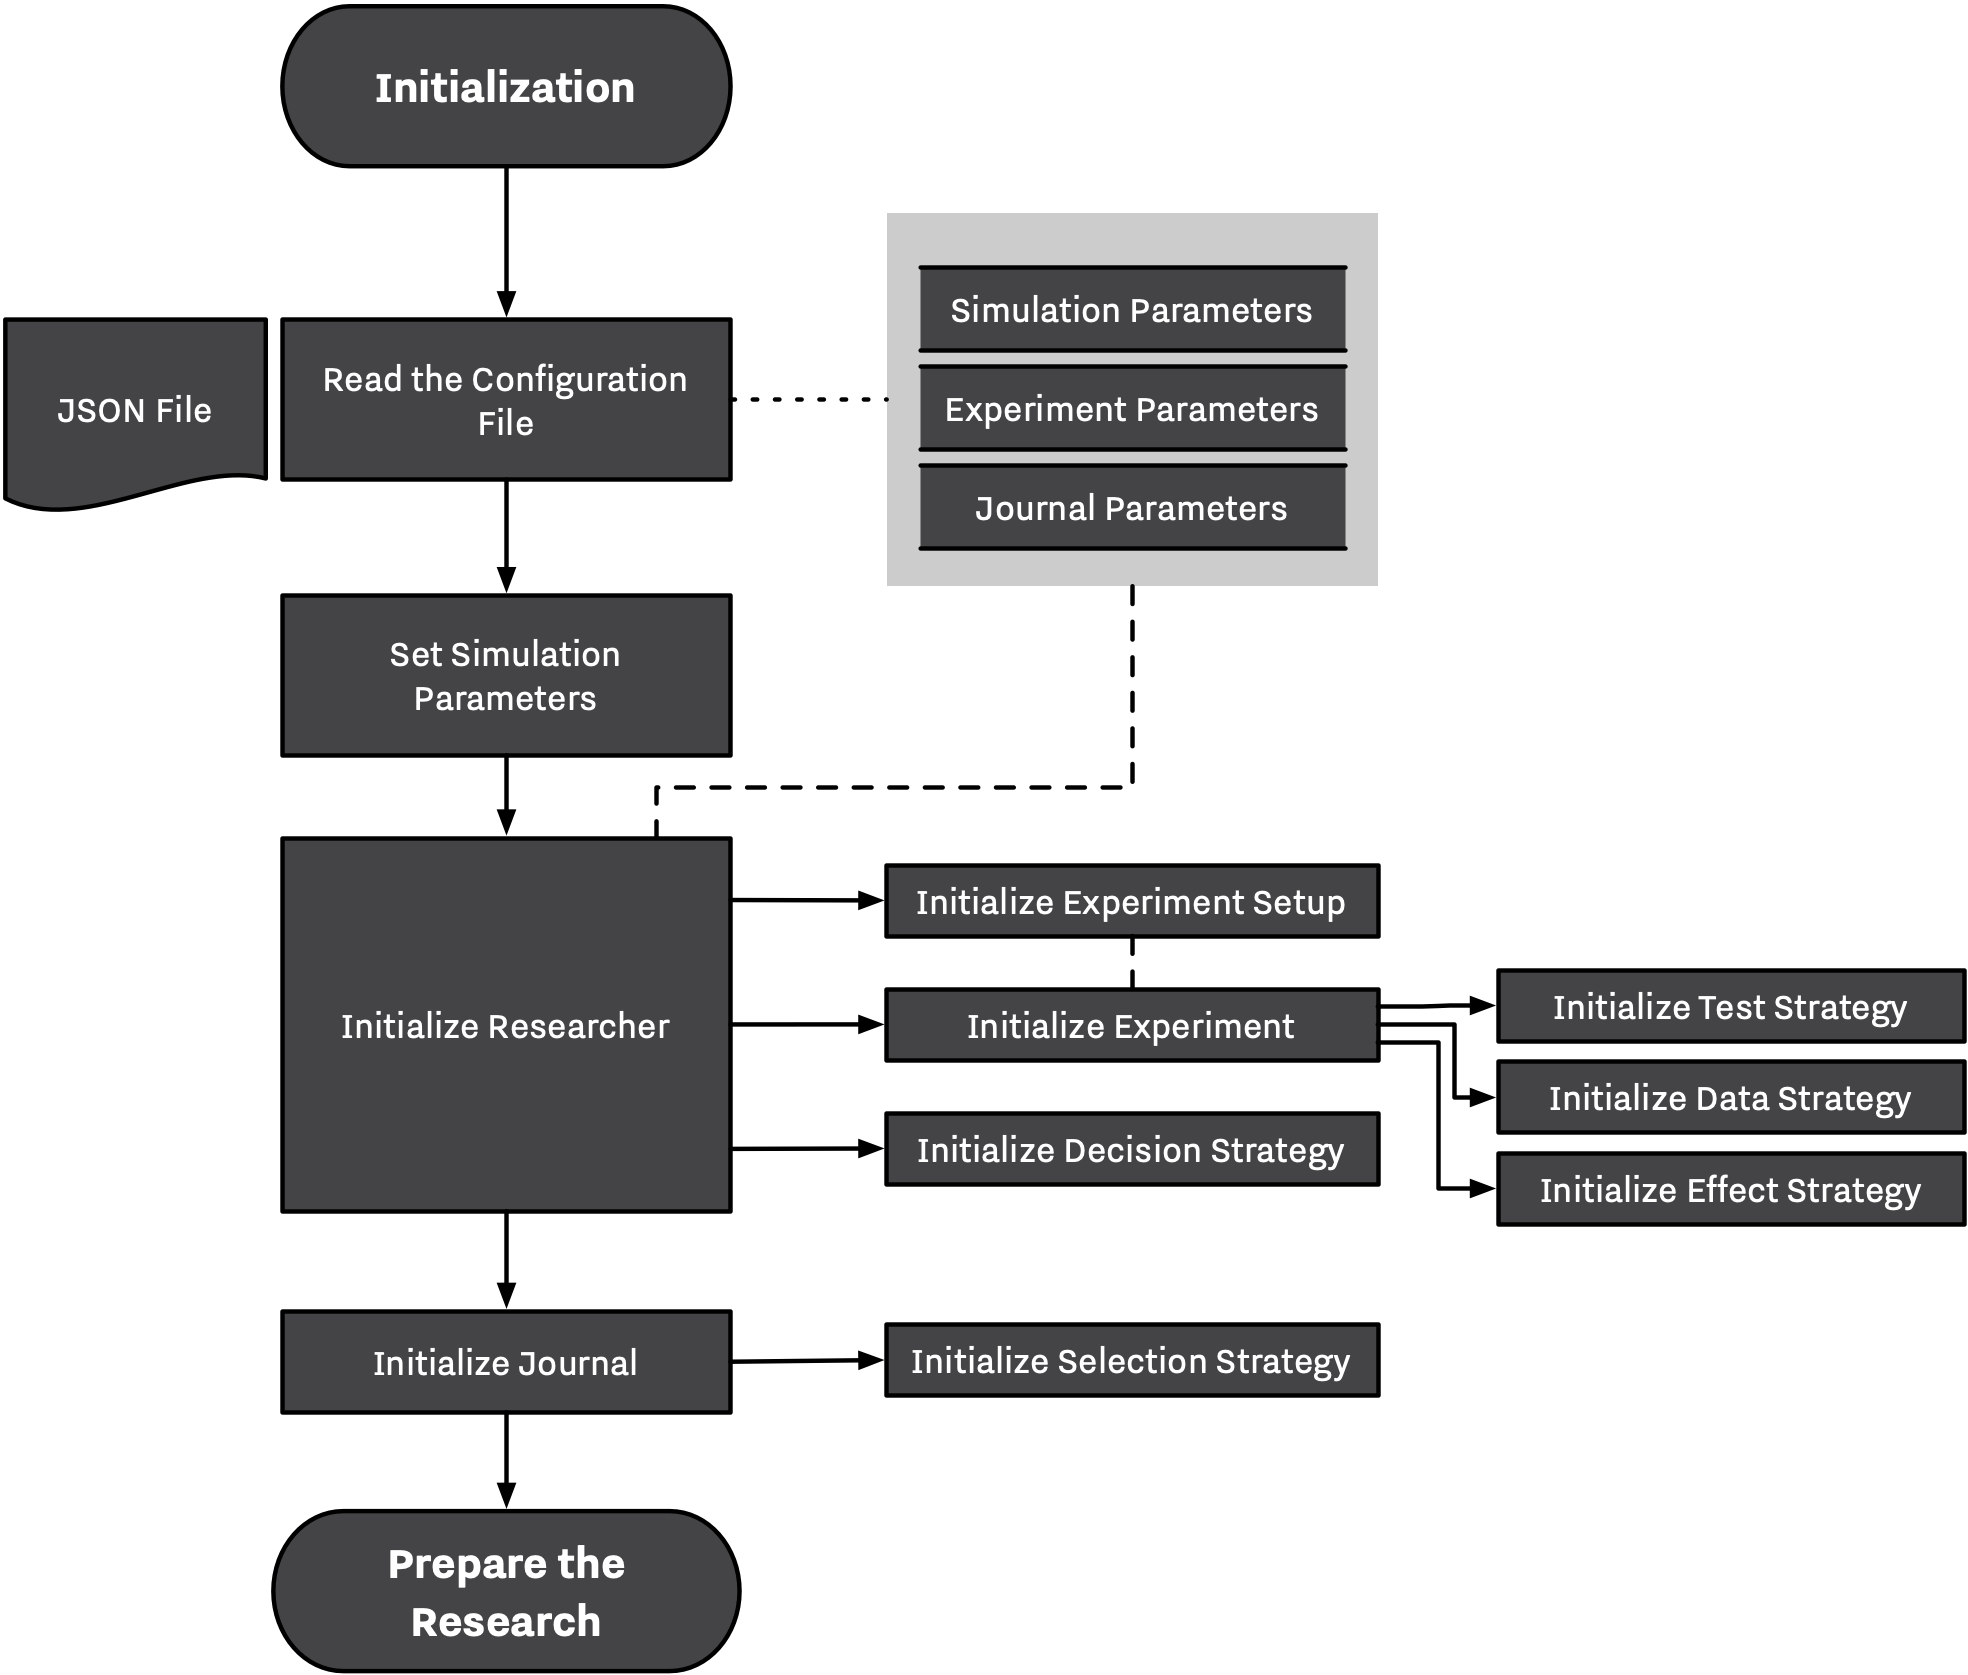 Initialization
JSON File
Read the Configuration
File
Simulation Parameters
Experiment Parameters
Journal Parameters
Set Simulation
Parameters
Initialize Researcher
Initialize Experiment Setup
Initialize Experiment
Initialize Decision Strategy
Initialize Test Strategy
Initialize Data Strategy
Initialize Effect Strategy
Initialize Journal
Initialize Selection Strategy
Prepare the
Research